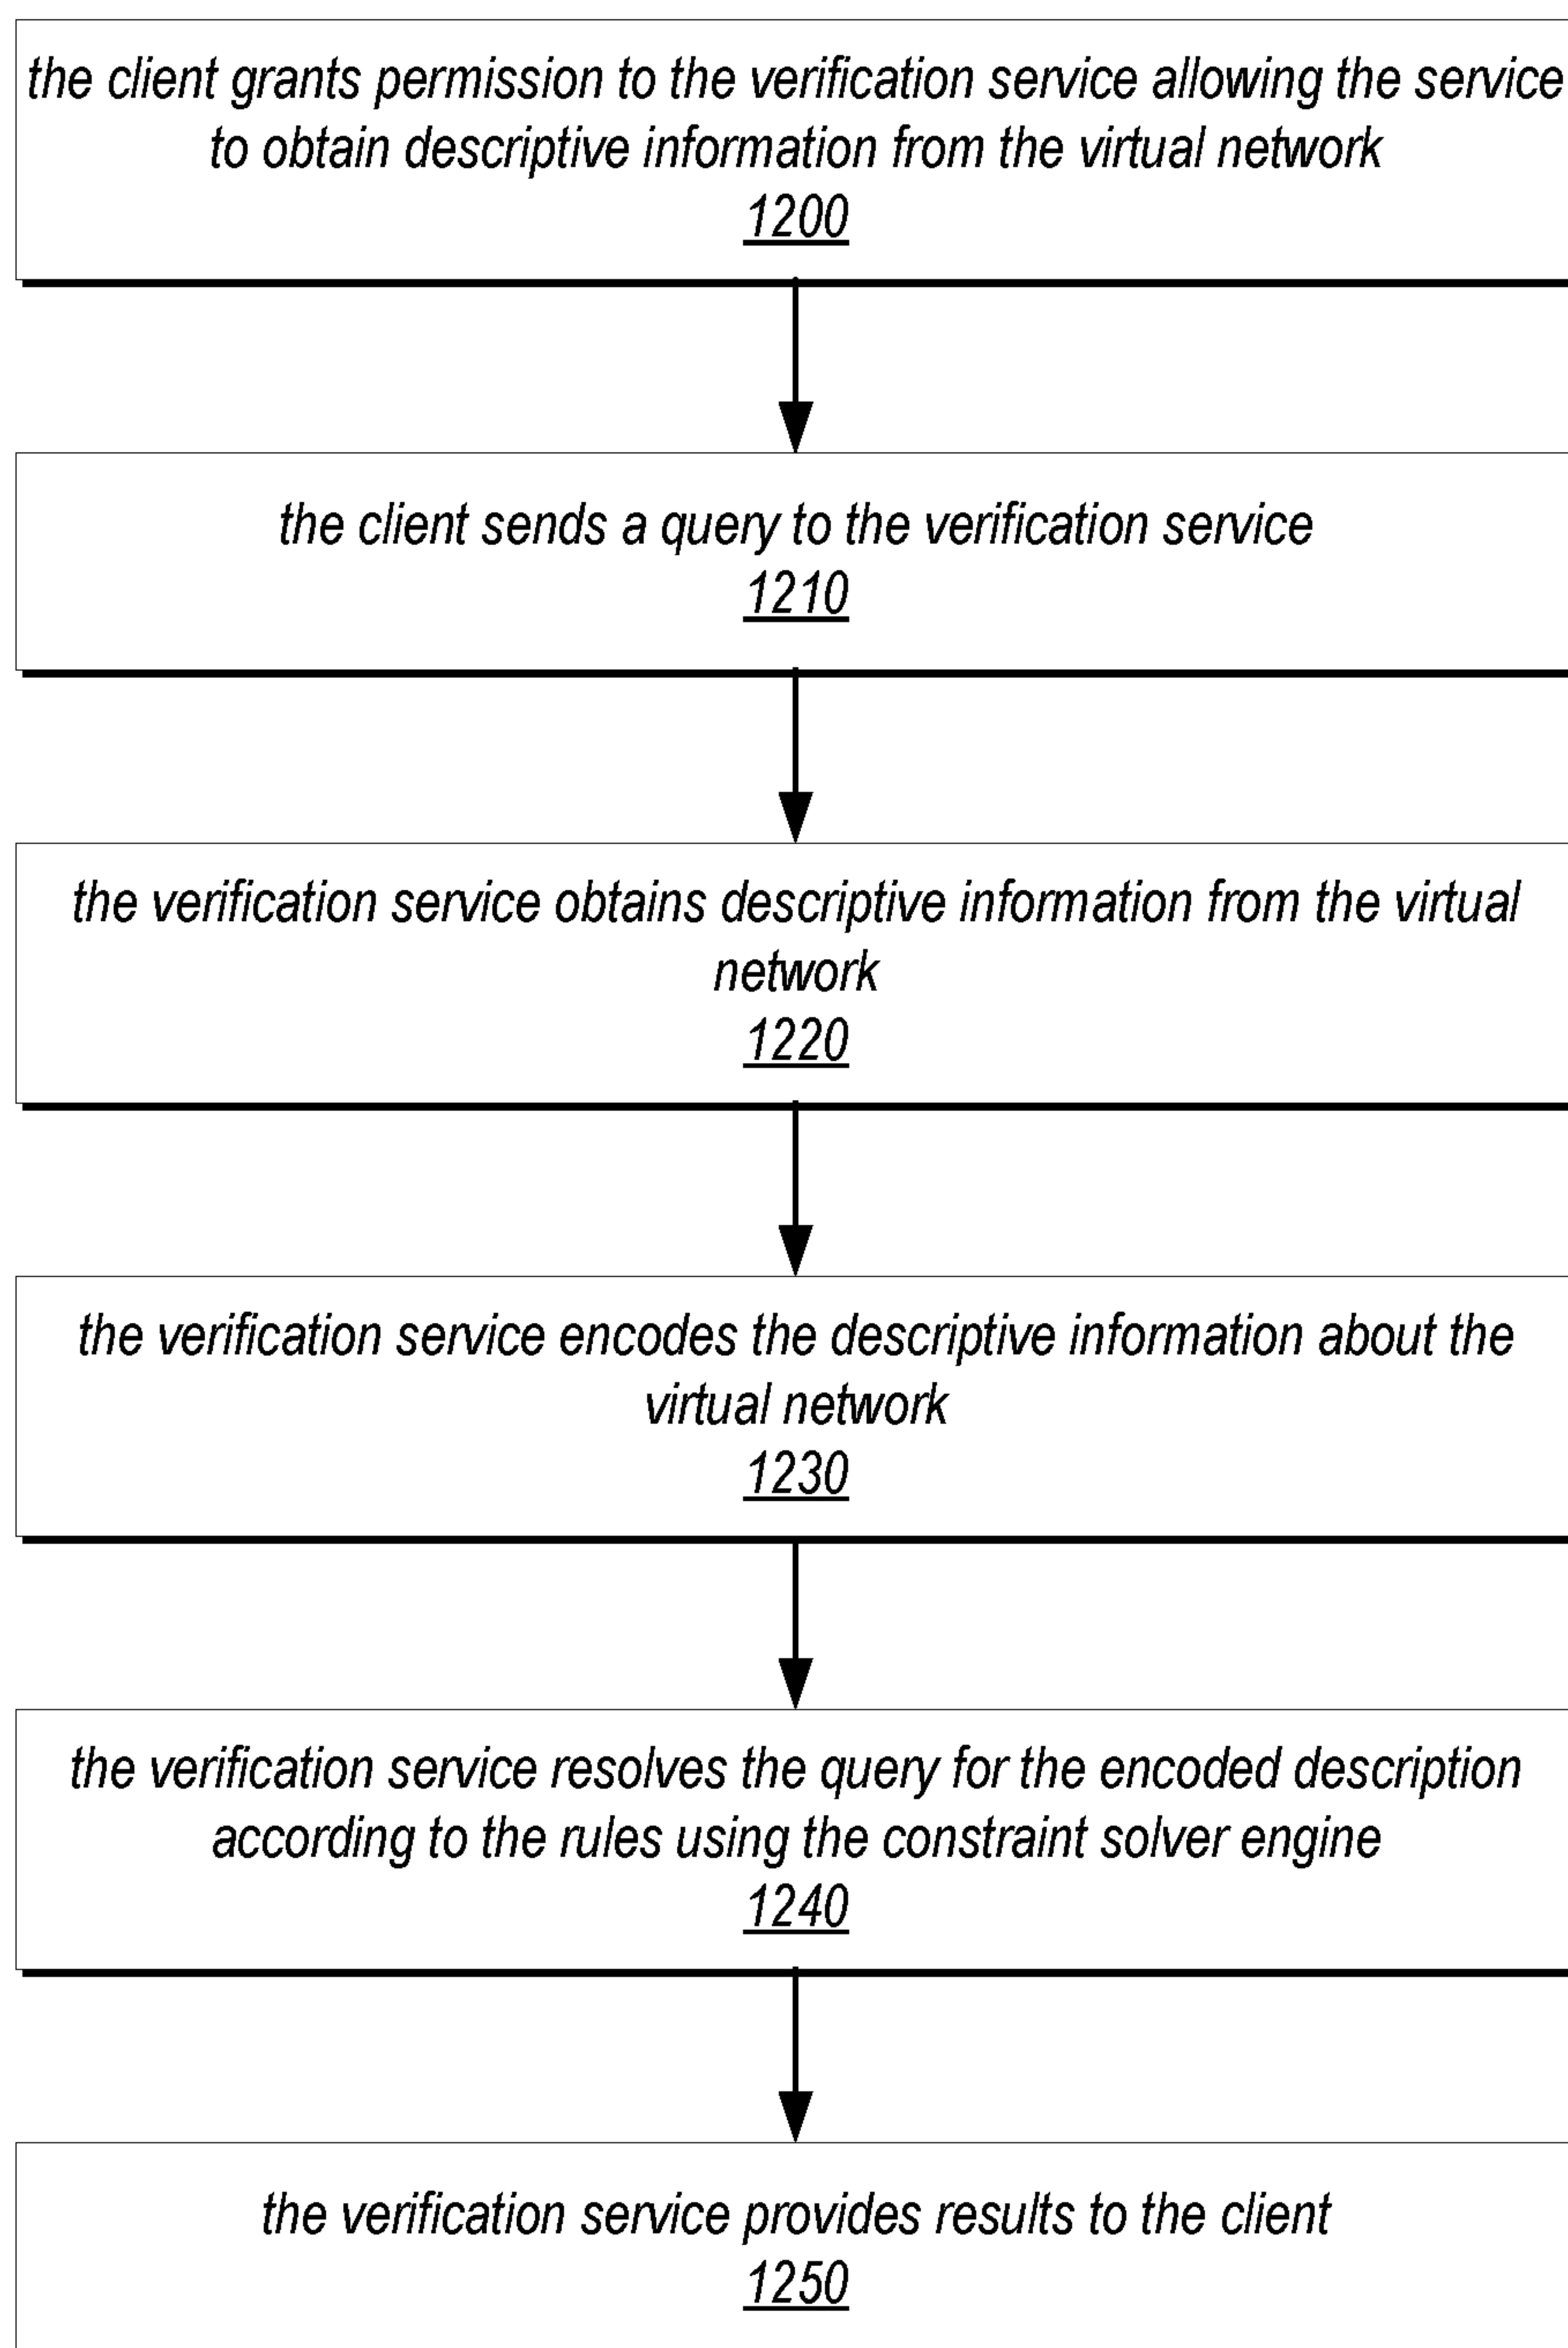 the client grants permission to the verification service allowing the service
to obtain descriptive information from the virtual network
1200
the client sends a query to the verification service
1210
the verification service obtains descriptive information from the virtual
network
1220
the verification service encodes the descriptive information about the
virtual network
1230
the verification service resolves the query for the encoded description
according to the rules using the constraint solver engine
1240
the verification service provides results to the client
1250